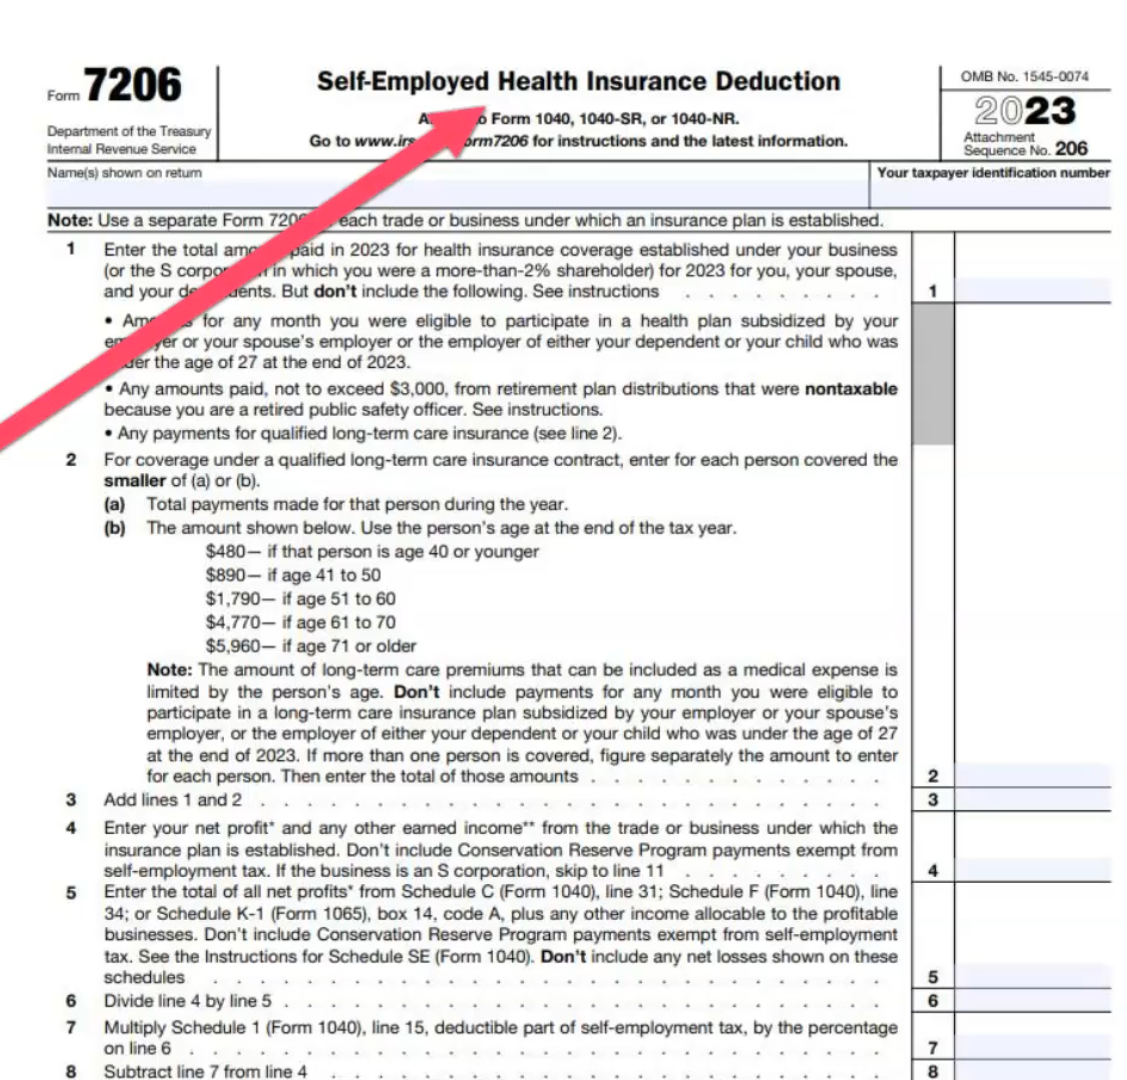 Form 7206
Department of the Treasury
Internal Revenue Service
Self-Employed Health Insurance Deduction
Form 1040, 1040-SR, or 1040-NR.
Go to www.irs 7206 for instructions and the latest information.
OMB No. 1545-0074
2023
Attachment
Sequence No. 206
Name(s) shown on return
Your taxpayer identification number
Note: Use a separate Form 7206 each trade or business under which an insurance plan is established.
1 Enter the total paid in 2023 for health insurance coverage established under your business
(or the S in which you were a more-than-2% shareholder) for 2023 for you, your spouse,
and your But don't include the following. See instructions . . . . . . . . . 1
• for any month you were eligible to participate in a health plan subsidized by your
or your spouse's employer or the employer of either your dependent or your child who was
the age of 27 at the end of 2023.
• Any amounts paid, not to exceed $3,000, from retirement plan distributions that were nontaxable
because you are a retired public safety officer. See instructions.
• Any payments for qualified long-term care insurance (see line 2).
2 For coverage under a qualified long-term care insurance contract, enter for each person covered the
smaller of (a) or (b).
(a) Total payments made for that person during the year.
(b) The amount shown below. Use the person's age at the end of the tax year.
$480— if that person is age 40 or younger
$890— if age 41 to 50
$1,790— if age 51 to 60
$4,770— if age 61 to 70
$5,960— if age 71 or older
Note: The amount of long-term care premiums that can be included as a medical expense is
limited by the person's age. Don't include payments for any month you were eligible to
participate in a long-term care insurance plan subsidized by your employer or your spouse's
employer, or the employer of either your dependent or your child who was under the age of 27
at the end of 2023. If more than one person is covered, figure separately the amount to enter
for each person. Then enter the total of those amounts . . . . . . . . . . . 2
3 Add lines 1 and 2 . . . . . . . . . . . . . . . . . . . . . . 3
4 Enter your net profit* and any other earned income** from the trade or business under which the
insurance plan is established. Don't include Conservation Reserve Program payments exempt from
self-employment tax. If the business is an S corporation, skip to line 11 . . . . . . . . . 4
5 Enter the total of all net profits* from Schedule C (Form 1040), line 31; Schedule F (Form 1040), line
34; or Schedule K-1 (Form 1065), box 14, code A, plus any other income allocable to the profitable
businesses. Don't include Conservation Reserve Program payments exempt from self-employment
tax. See the Instructions for Schedule SE (Form 1040). Don't include any net losses shown on these
schedules . . . . . . . . . . . . . . . . . . . . . . . . 5
6 Divide line 4 by line 5 . . . . . . . . . . . . . . . . . . . . . 6
7 Multiply Schedule 1 (Form 1040), line 15, deductible part of self-employment tax, by the percentage
on line 6 . . . . . . . . . . . . . . . . . . . . . . . . . 7
8 Subtract line 7 from line 4 . . . . . . . . . . . . . . . . . . . . 8